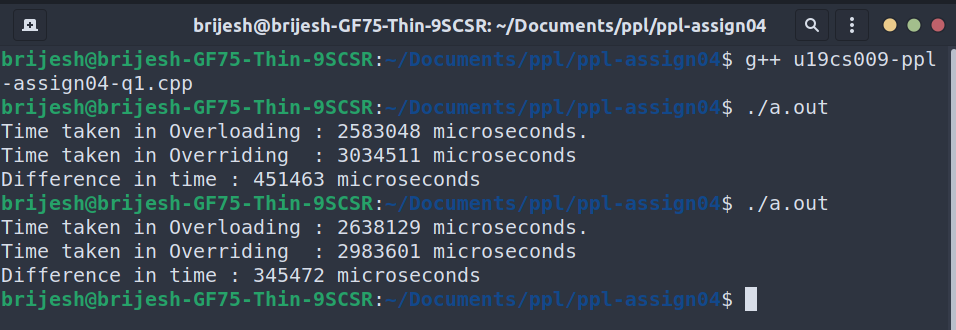 brijesh@brijesh-GF75-Thin-9SCSR: ~/Documents/ppl/ppl-assign04
brijesh@brijesh-GF75-Thin-9SCSR:~/Documents/ppl/ppl-assign04$ g++ u19cs009-ppl
-assign04-q1.cpp
brijesh@brijesh-GF75-Thin-9SCSR:~/Documents/ppl/ppl-assign04$ ./a.out
Time taken in Overloading : 2583048 microseconds.
Time taken in Overriding  : 3034511 microseconds
Difference in time : 451463 microseconds
brijesh@brijesh-GF75-Thin-9SCSR:~/Documents/ppl/ppl-assign04$ ./a.out
Time taken in Overloading : 2638129 microseconds.
Time taken in Overriding  : 2983601 microseconds
Difference in time : 345472 microseconds
brijesh@brijesh-GF75-Thin-9SCSR:~/Documents/ppl/ppl-assign04$